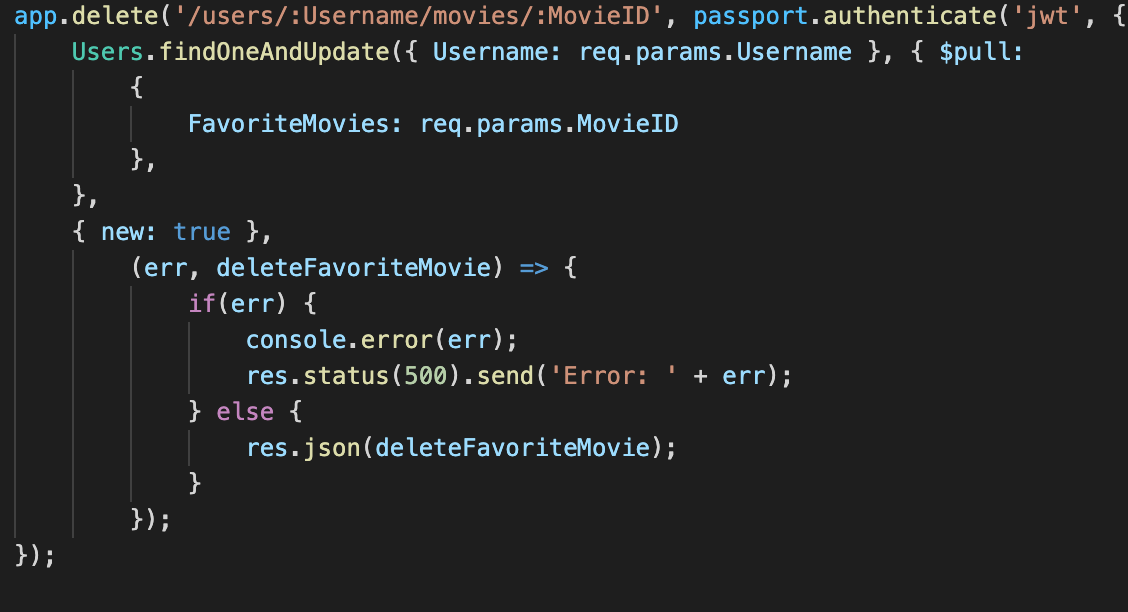 app.delete('/users/:Username/movies/:MovieID', passport.authenticate('jwt', {
    Users.findOneAndUpdate({ Username: req.params.Username }, { $pull:
        {
            FavoriteMovies: req.params.MovieID
        },
    },
    { new: true },
        (err, deleteFavoriteMovie) => {
            if(err) {
                console.error(err);
                res.status(500).send('Error: ' + err);
            } else {
                res.json(deleteFavoriteMovie);
            }
        });
});